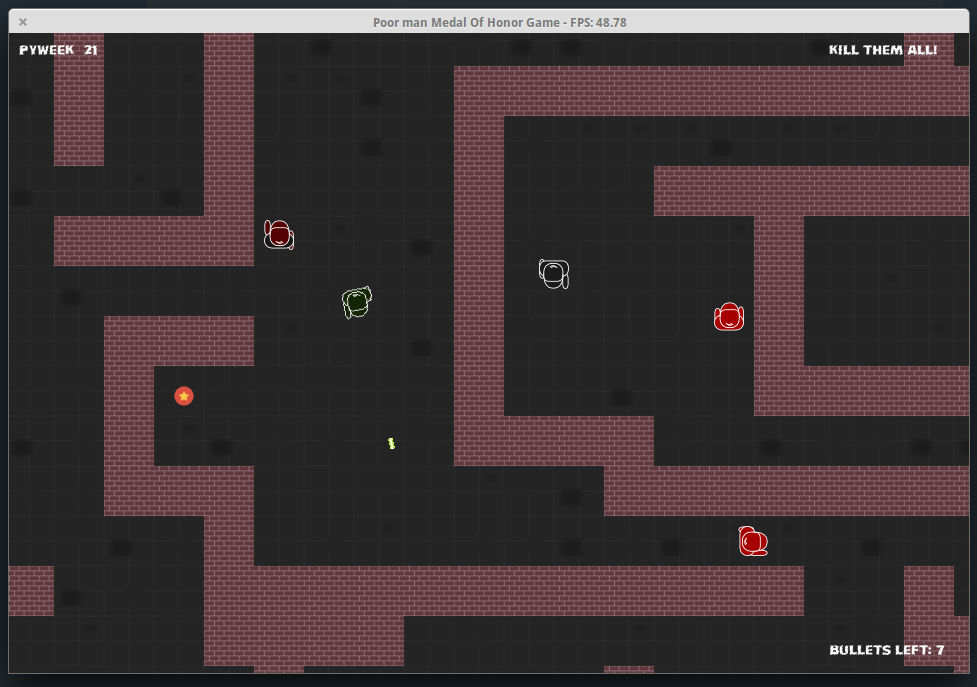 Poor man Medal Of Honor Game - FPS: 48.78
PYWEEK 21
KILL THEM ALL!
BULLETS LEFT: 7